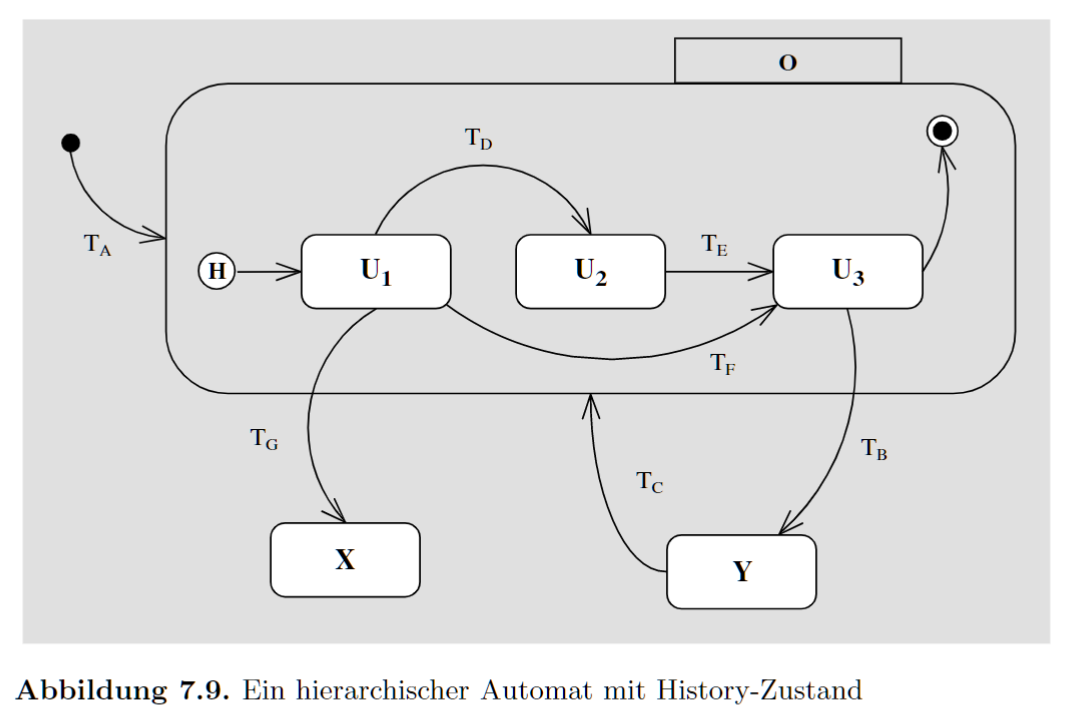 O
T_D
T_A
H
U_1
U_2
T_E
U_3
T_F
T_G
T_B
T_C
X
Y
Abbildung 7.9. Ein hierarchischer Automat mit History-Zustand